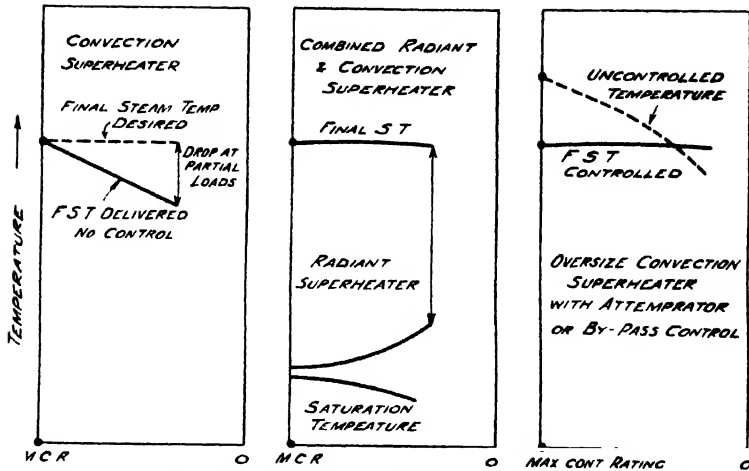 CONVECTION
SUPERHEATER
FINAL STEAM TEMP
DESIRED
DROP AT
PARTIAL
LOADS
FST DELIVERED
NO CONTROL
TEMPERATURE
MCR
O
COMBINED RADIANT
& CONVECTION
SUPERHEATER
FINAL ST
RADIANT
SUPERHEATER
SATURATION
TEMPEATURE
MCR
O
UNCONTROLLED
TEMPERATURE
FST
CONTROLLED
OVERSIZE CONVECTION
SUPERHEATER
WITH ATTEMPRATOR
OR BY-PASS CONTROL
MAX CONT RATING
O